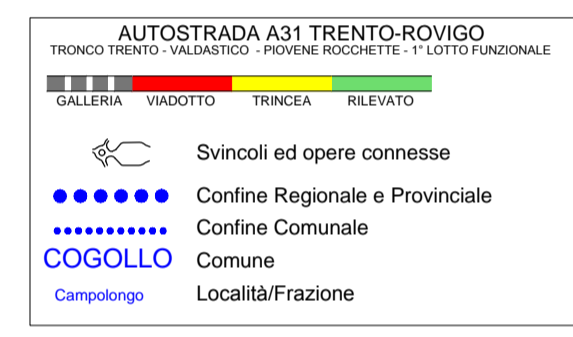 AUTOSTRADA A31 TRENTO-ROVIGO
TRONCO TRENTO - VALDASTICO - PIOVENE ROCCHETTE - 1° LOTTO FUNZIONALE
GALLERIA VIADOTTO TRINCEA RILEVATO
Svincoli ed opere connesse
Confine Regionale e Provinciale
Confine Comunale
COGOLLO Comune
Campolongo Località/Frazione